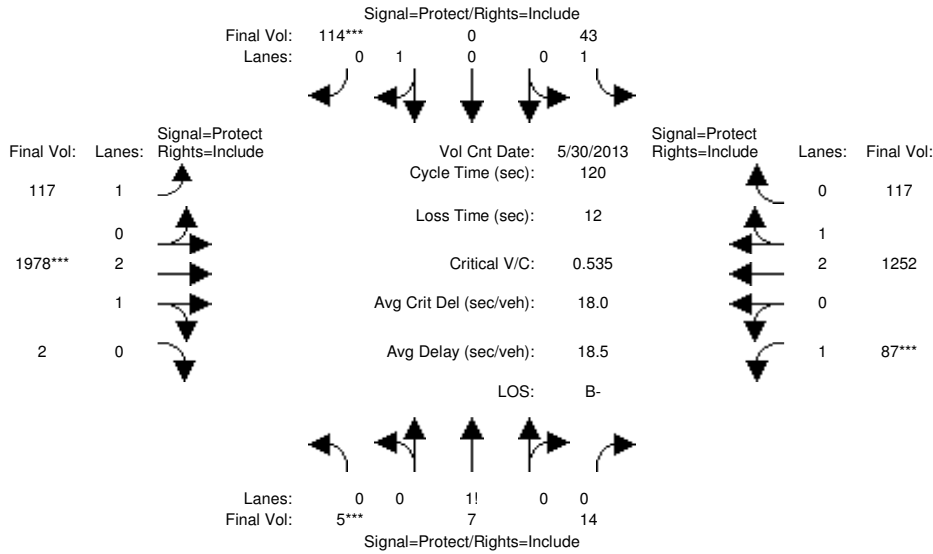 Signal=Protect/Rights=Include
Final Vol: 114*** 0 43
Lanes: 0 1 0 0 1
Signal=Protect
Final Vol: Lanes: Rights=Include
Vol Cnt Date: 5/30/2013
Signal=Protect
Rights=Include Lanes: Final Vol:
Cycle Time (sec): 120
117 1
0 117
Loss Time (sec): 12
0
1
1978*** 2
Critical V/C: 0.535
2 1252
1
Avg Crit Del (sec/veh): 18.0
0
2 0
Avg Delay (sec/veh): 18.5
1 87***
LOS: B-
Lanes: 0 0 1! 0 0
Final Vol: 5*** 7 14
Signal=Protect/Rights=Include